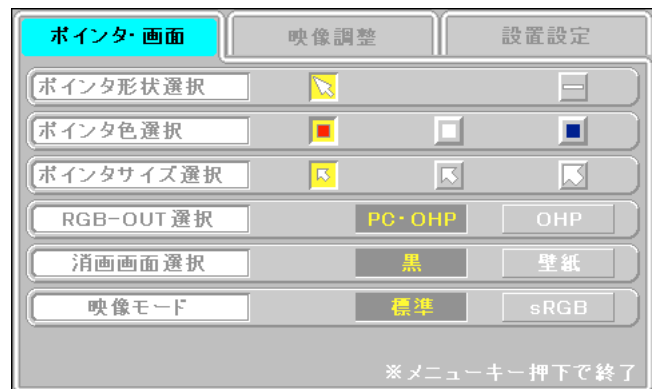 ポインタ・画面 映像調整 設置設定
ポインタ形状選択
ポインタ色選択
ポインタサイズ選択
RGB-OUT選択 PC・OHP OHP
消画画面選択 黒 壁紙
映像モード 標準 sRGB
※メニューキー押下で終了